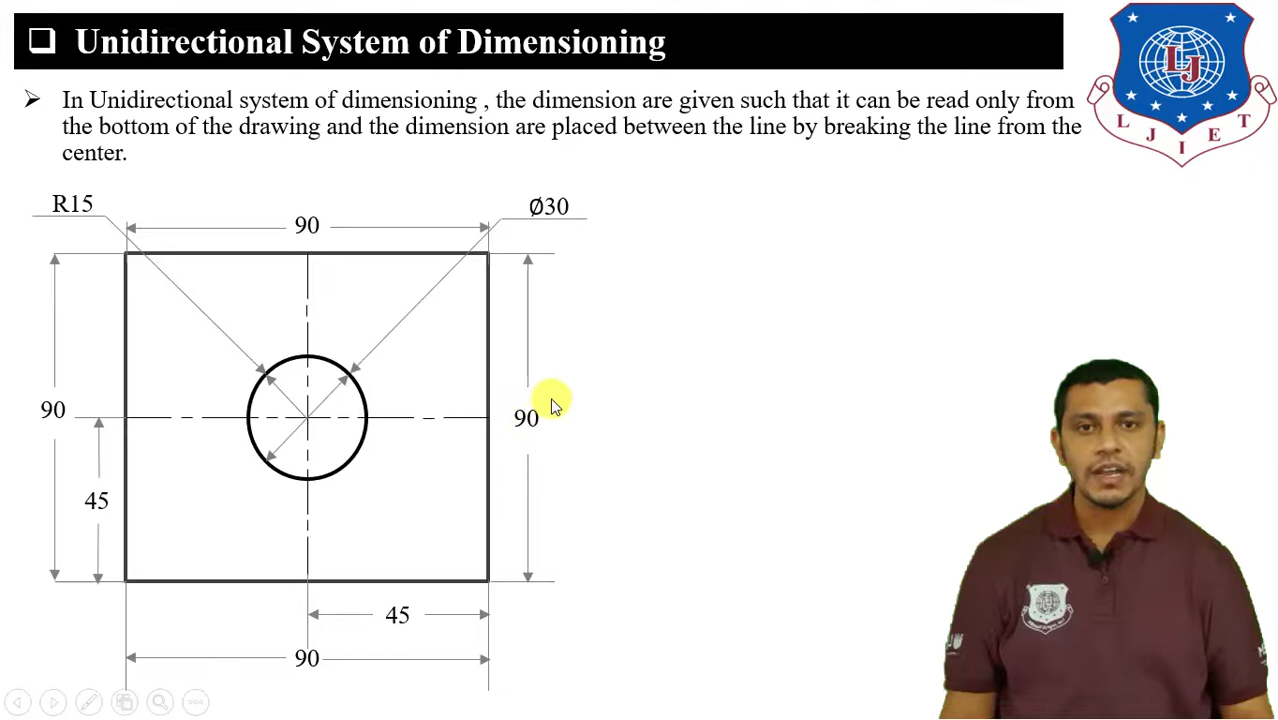 Unidirectional System of Dimensioning
In Unidirectional system of dimensioning , the dimension are given such that it can be read only from
the bottom of the drawing and the dimension are placed between the line by breaking the line from the
center.
LJ
L J I E T
R15
90
Ø30
90
90
45
45
90
LJ